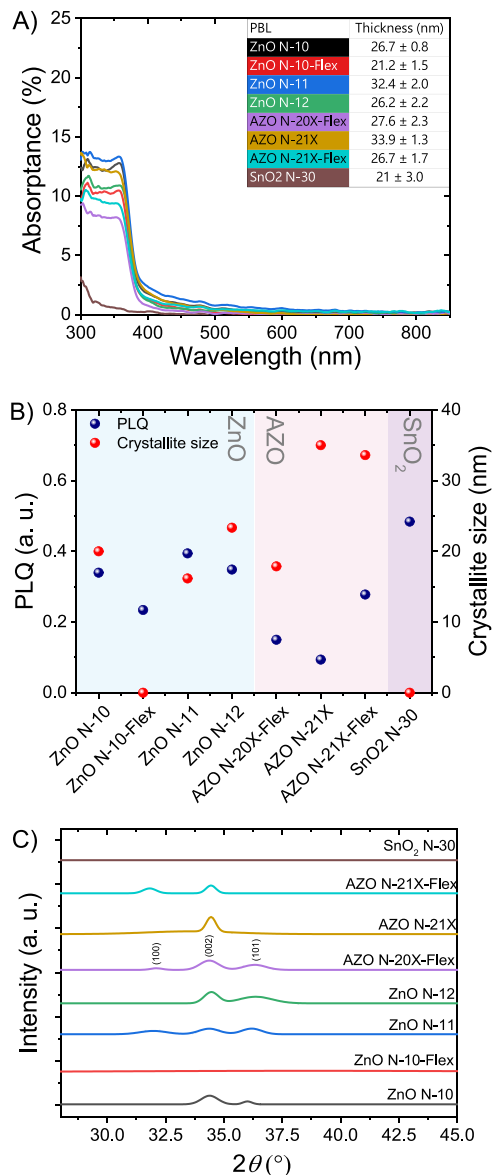 A)
PBL Thickness (nm)
ZnO N-10 26.7 ± 0.8
ZnO N-10-Flex 21.2 ± 1.5
ZnO N-11 32.4 ± 2.0
ZnO N-12 26.2 ± 2.2
AZO N-20X-Flex 27.6 ± 2.3
AZO N-21X 33.9 ± 1.3
AZO N-21X-Flex 26.7 ± 1.7
SnO2 N-30 21 ± 3.0
Absorptance (%)
25
20
15
10
5
0
300 400 500 600 700 800
Wavelength (nm)
B)
PLQ
Crystallite size
ZnO
AZO
SnO₂
PLQ (a. u.)
0.8
0.6
0.4
0.2
0.0
40
30
20
10
0
Crystallite size (nm)
ZnO N-10
ZnO N-10-Flex
ZnO N-11
ZnO N-12
AZO N-20X-Flex
AZO N-21X
AZO N-21X-Flex
SnO2 N-30
C)
Intensity (a. u.)
SnO₂ N-30
AZO N-21X-Flex
AZO N-21X
(100) (002) (101)
AZO N-20X-Flex
ZnO N-12
ZnO N-11
ZnO N-10-Flex
ZnO N-10
30.0 32.5 35.0 37.5 40.0 42.5 45.0
2θ (°)